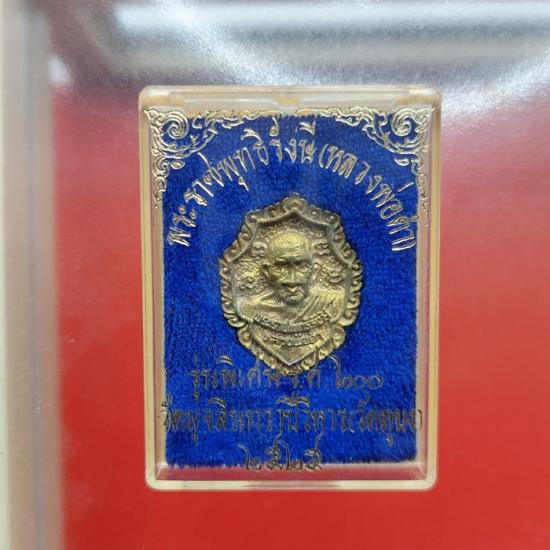 พระราชพุทธิรังษี(หลวงพ่อดำ)
รุ่นพิเศษ ร.ศ ๒๐๐
วัดมุจลินทวาปีวิหาร(วัดตุยง)
๒๕๒๕